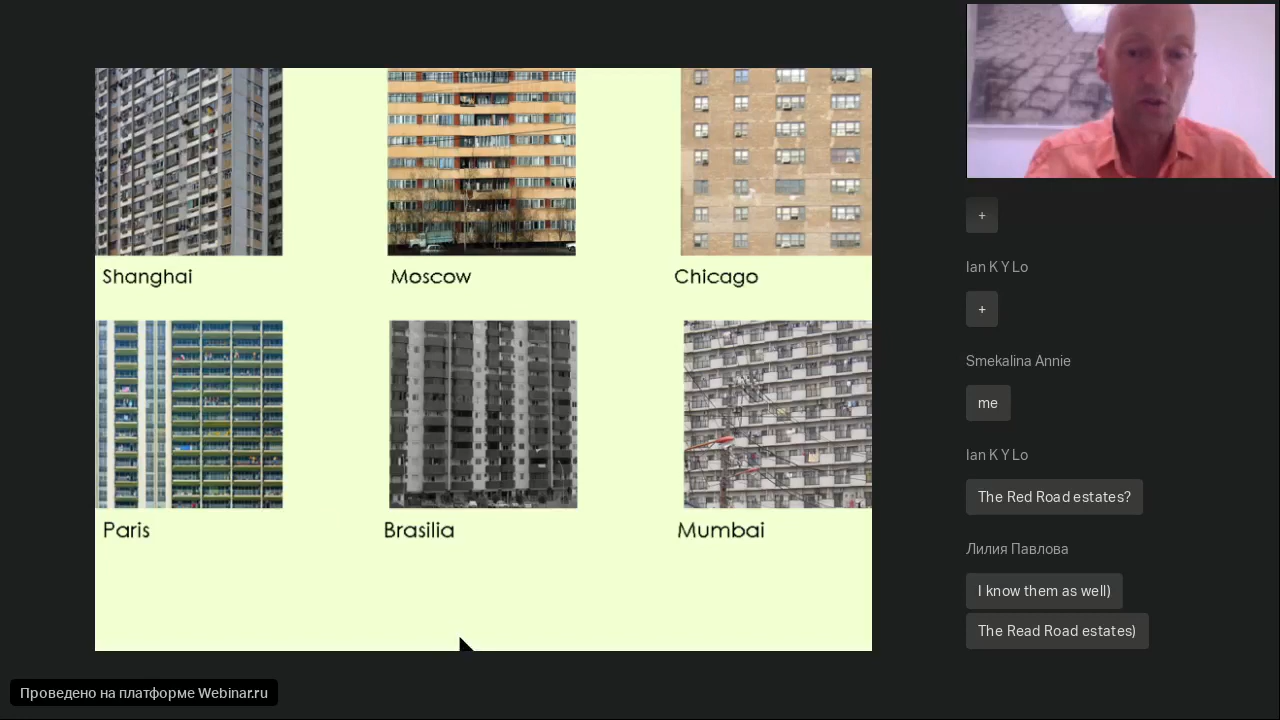 Shanghai
Moscow
Chicago
Paris
Brasilia
Mumbai
+
Ian K Y Lo
+
Smekalina Annie
me
Ian K Y Lo
The Red Road estates?
Лилия Павлова
I know them as well)
The Read Road estates)
Проведено на платформе Webinar.ru